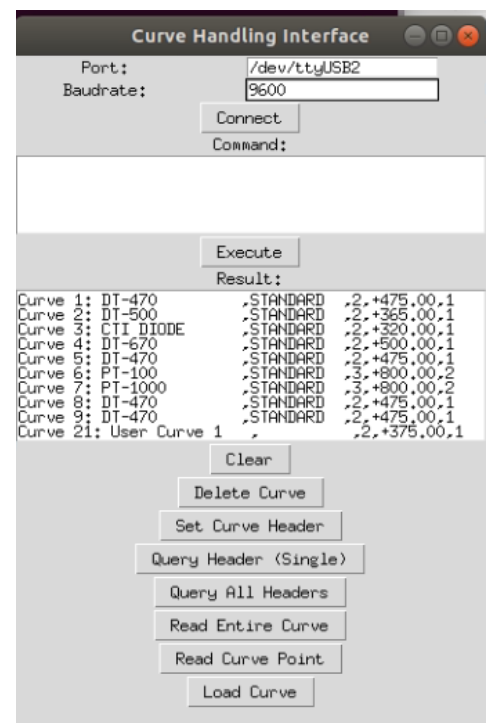 Curve Handling Interface
Port: /dev/ttyUSB2
Baudrate: 9600
Connect
Command:
Execute
Result:
Curve 1: DT-470 ,STANDARD ,2,+475.00,1
Curve 2: DT-500 ,STANDARD ,2,+365.00,1
Curve 3: CTI DIODE ,STANDARD ,2,+320.00,1
Curve 4: DT-670 ,STANDARD ,2,+500.00,1
Curve 5: DT-470 ,STANDARD ,2,+475.00,1
Curve 6: PT-100 ,STANDARD ,3,+800.00,2
Curve 7: PT-1000 ,STANDARD ,3,+800.00,2
Curve 8: DT-470 ,STANDARD ,2,+475.00,1
Curve 9: DT-470 ,STANDARD ,2,+475.00,1
Curve 21: User Curve 1 , ,2,+375.00,1
Clear
Delete Curve
Set Curve Header
Query Header (Single)
Query All Headers
Read Entire Curve
Read Curve Point
Load Curve